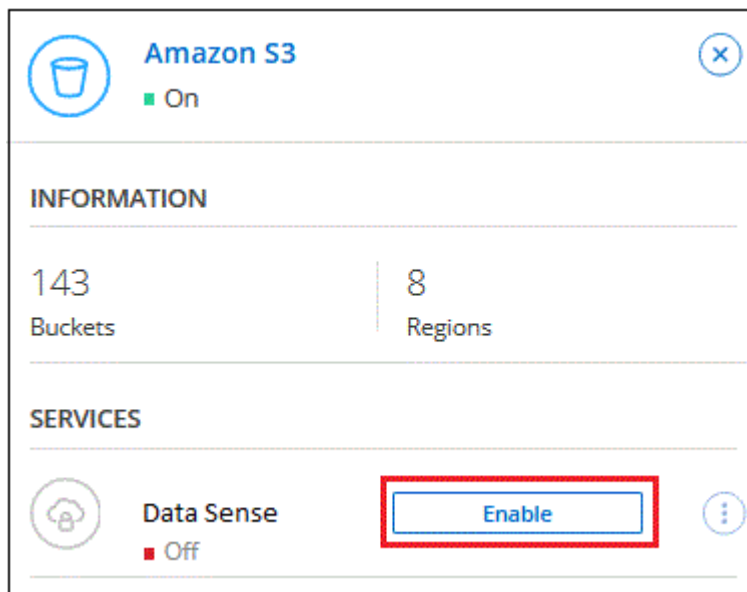 Amazon S3
On
INFORMATION
143 8
Buckets Regions
SERVICES
Data Sense Enable
Off